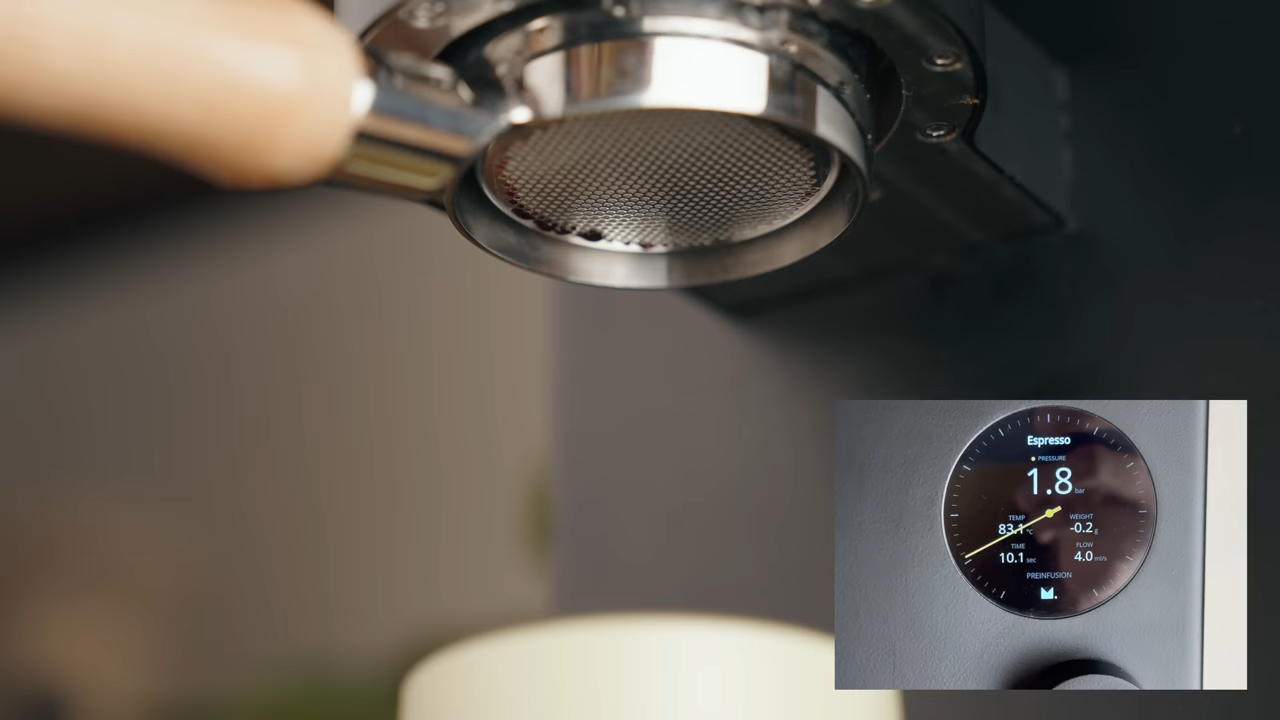 Espresso
PRESSURE
1.8 bar
TEMP WEIGHT
83.1 °C -0.2 g
TIME FLOW
10.1 sec 4.0 ml/s
PREINFUSION
M.